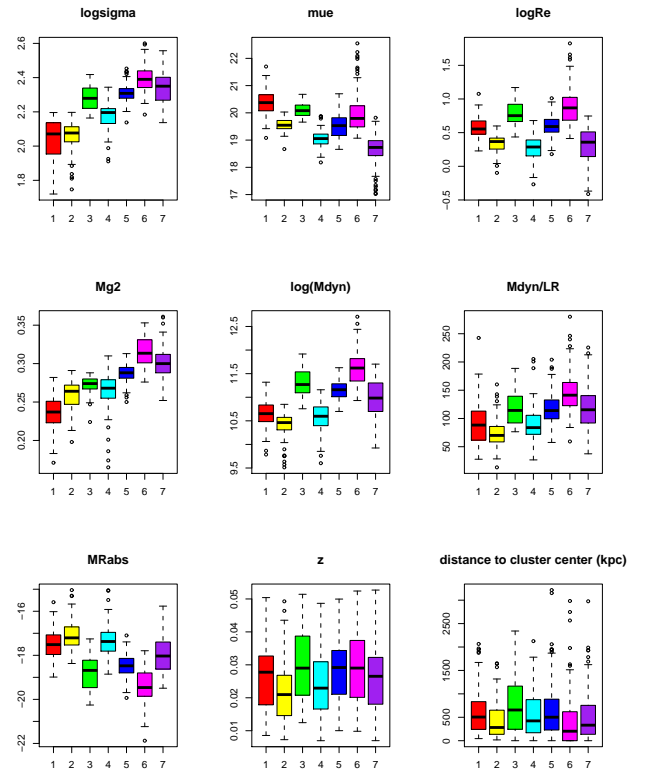 logsigma
mue
logRe
2.6
2.4
2.2
2.0
1.8
22
21
20
19
18
17
1.5
1.0
0.5
0.0
−0.5
1 2 3 4 5 6 7
1 2 3 4 5 6 7
1 2 3 4 5 6 7
Mg2
log(Mdyn)
Mdyn/LR
0.35
0.30
0.25
0.20
12.5
11.5
10.5
9.5
250
200
150
100
50
1 2 3 4 5 6 7
1 2 3 4 5 6 7
1 2 3 4 5 6 7
MRabs
z
distance to cluster center (kpc)
−16
−18
−20
−22
0.05
0.04
0.03
0.02
0.01
2500
1500
500
0
1 2 3 4 5 6 7
1 2 3 4 5 6 7
1 2 3 4 5 6 7